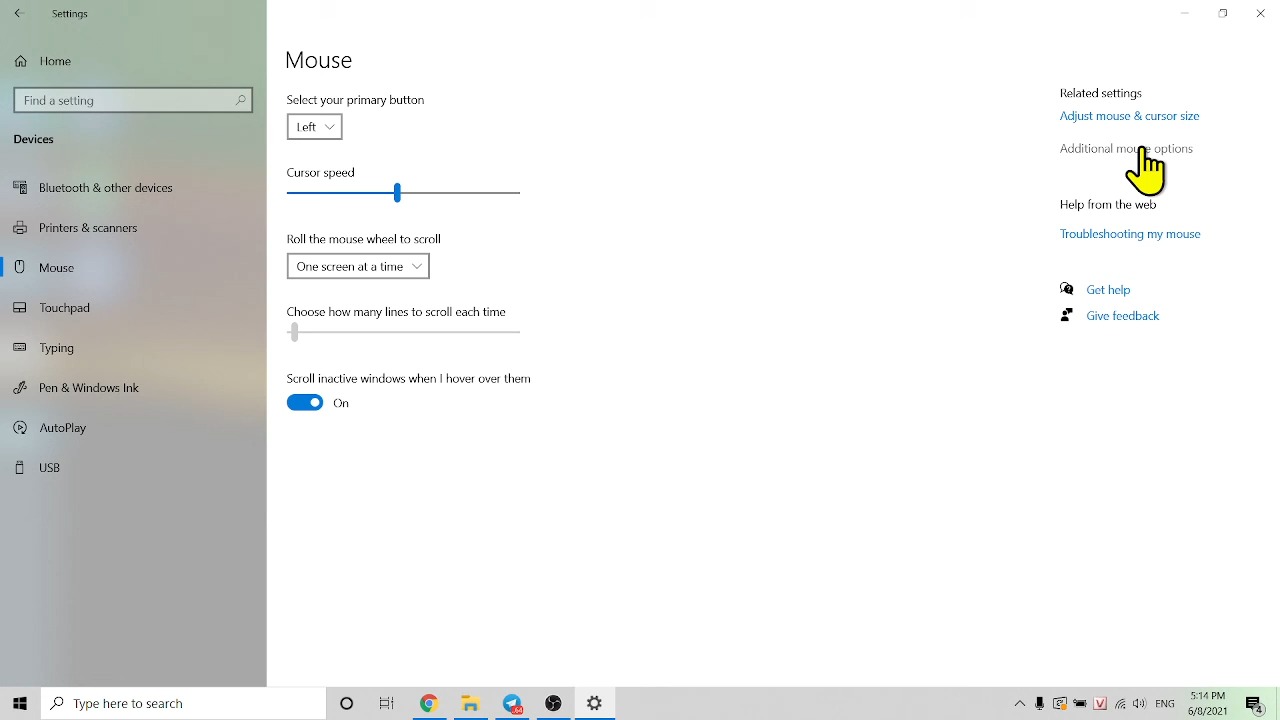 Settings
Home
Find a setting
Devices
Bluetooth & other devices
Printers & scanners
Mouse
Touchpad
Typing
Pen & Windows Ink
AutoPlay
USB
Mouse
Select your primary button
Left
Cursor speed
Roll the mouse wheel to scroll
One screen at a time
Choose how many lines to scroll each time
Scroll inactive windows when I hover over them
On
Related settings
Adjust mouse & cursor size
Additional mouse options
Help from the web
Troubleshooting my mouse
Get help
Give feedback
Type here to search
64
V
ENG
5:14 PM
6/8/2021
4